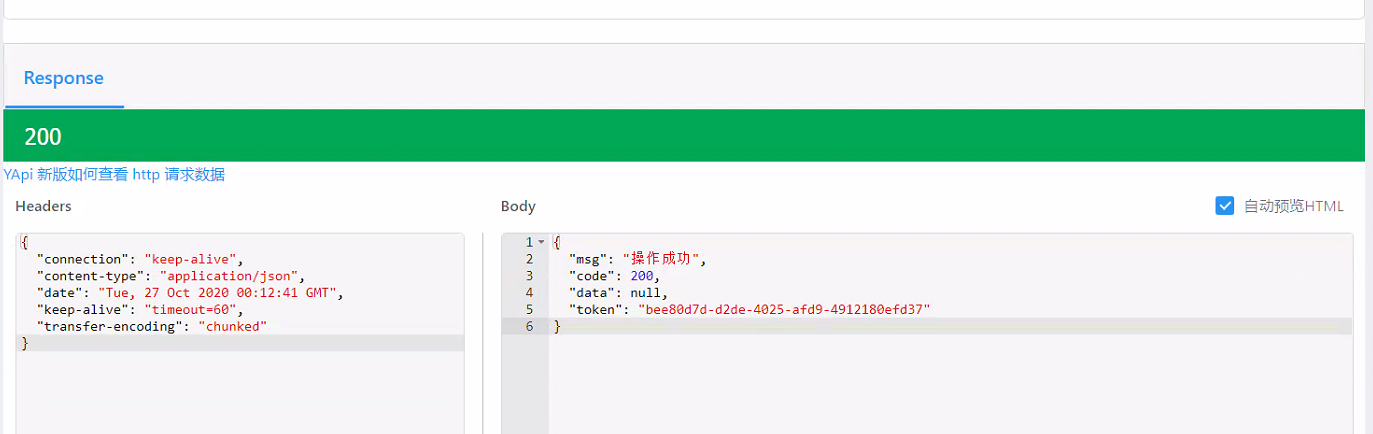 Response
200
YApi 新版如何查看 http 请求数据
Headers
Body
自动预览HTML
{
"connection": "keep-alive",
"content-type": "application/json",
"date": "Tue, 27 Oct 2020 00:12:41 GMT",
"keep-alive": "timeout=60",
"transfer-encoding": "chunked"
}
1 {
2 "msg": "操作成功",
3 "code": 200,
4 "data": null,
5 "token": "bee80d7d-d2de-4025-afd9-4912180efd37"
6 }